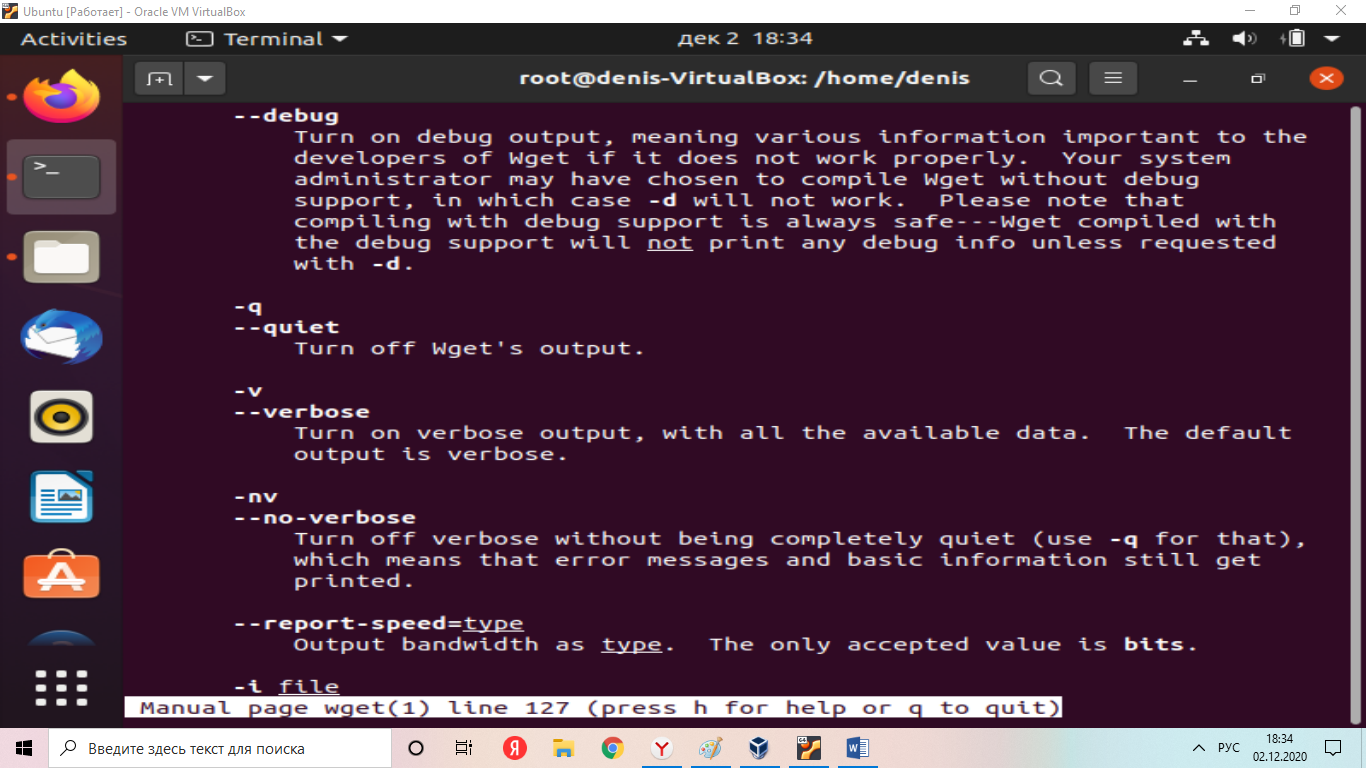 Ubuntu [Работает] - Oracle VM VirtualBox
Activities Terminal дек 2 18:34
root@denis-VirtualBox: /home/denis
--debug
Turn on debug output, meaning various information important to the
developers of Wget if it does not work properly. Your system
administrator may have chosen to compile Wget without debug
support, in which case -d will not work. Please note that
compiling with debug support is always safe---Wget compiled with
the debug support will not print any debug info unless requested
with -d.
-q
--quiet
Turn off Wget's output.
-v
--verbose
Turn on verbose output, with all the available data. The default
output is verbose.
-nv
--no-verbose
Turn off verbose without being completely quiet (use -q for that),
which means that error messages and basic information still get
printed.
--report-speed=type
Output bandwidth as type. The only accepted value is bits.
-i file
Manual page wget(1) line 127 (press h for help or q to quit)
Введите здесь текст для поиска
РУС
18:34
02.12.2020